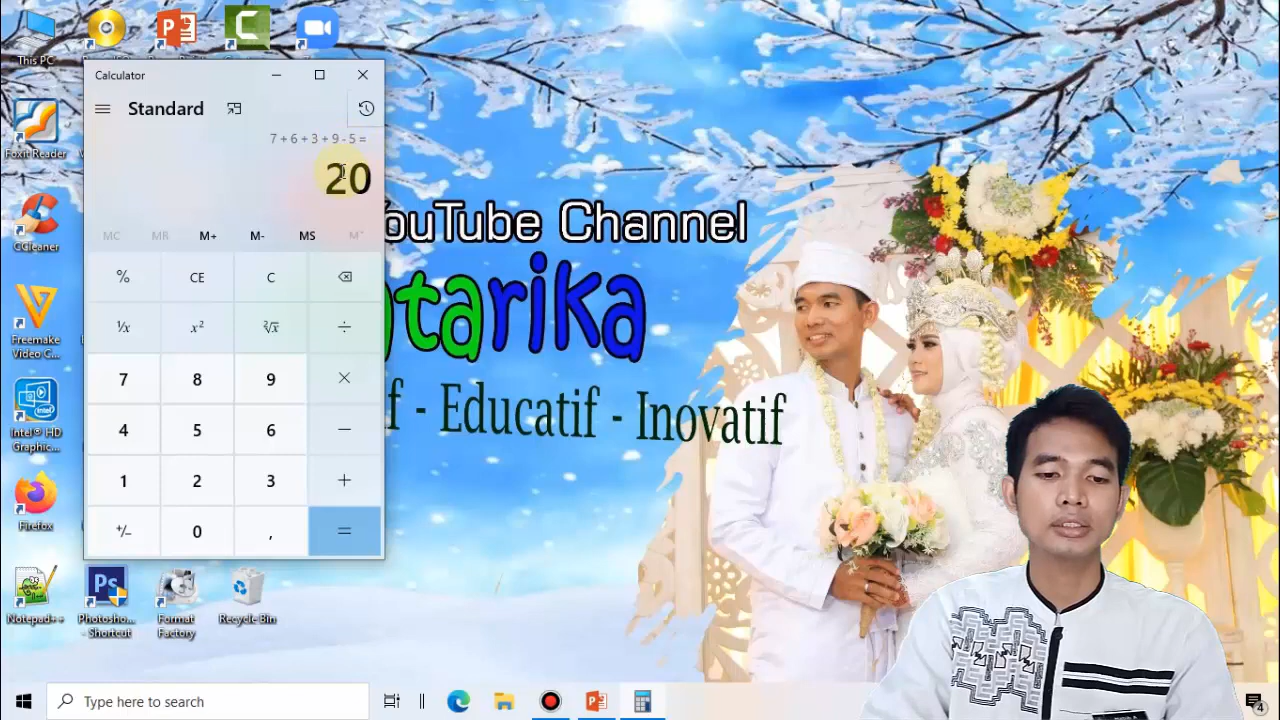 This PC
Calculator
Standard
7 + 6 + 3 + 9 - 5 =
20
MC MR M+ M- MS M˅
% CE C
⅟x x² ∛x ÷
7 8 9 ×
4 5 6 −
1 2 3 +
+/− 0 , =
Foxit Reader
CCleaner
Freemake
Video C...
Intel® HD
Graphic...
Firefox
Notepad++
Photosho...
- Shortcut
Format
Factory
Recycle Bin
YouTube Channel
tarika
- Educatif - Inovatif
Type here to search
4